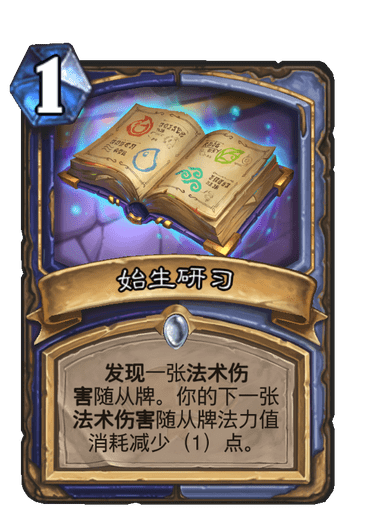 1
始生研习
发现一张法术伤
害随从牌。你的下一张
法术伤害随从牌法力值
消耗减少（1）点。